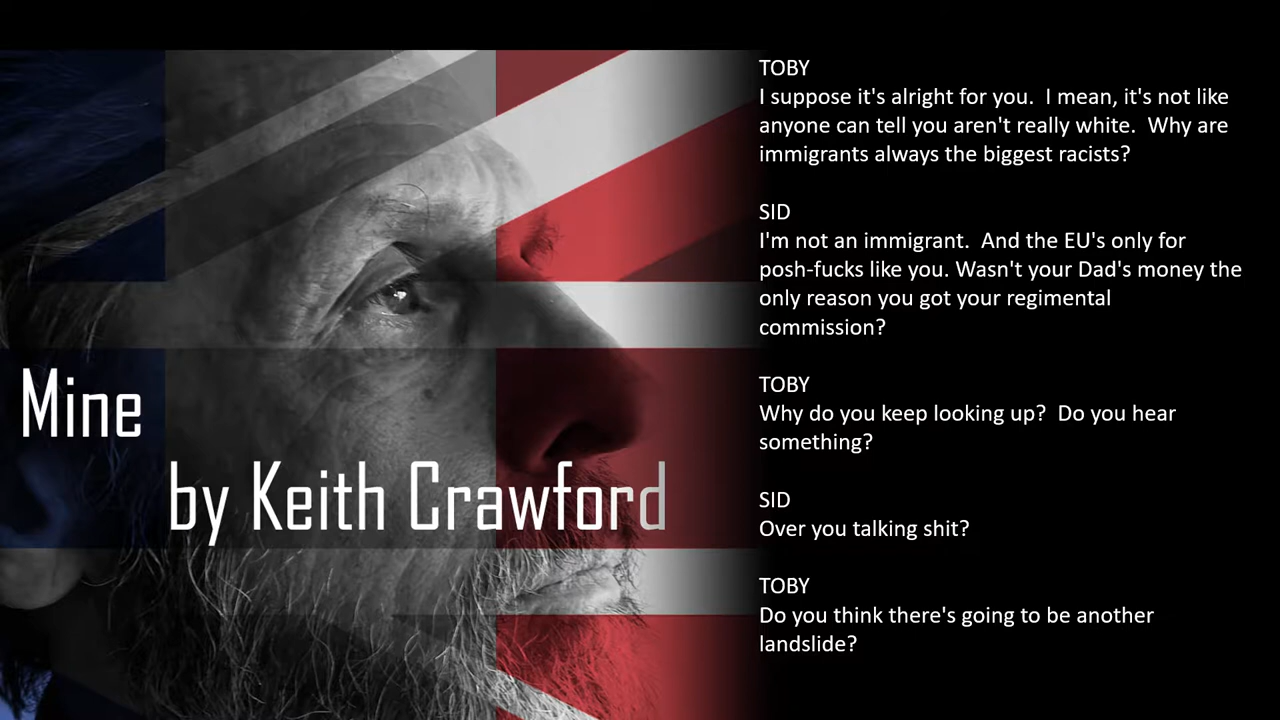 Mine
by Keith Crawford
TOBY
I suppose it's alright for you.  I mean, it's not like
anyone can tell you aren't really white.  Why are
immigrants always the biggest racists?
SID
I'm not an immigrant.  And the EU's only for
posh-fucks like you. Wasn't your Dad's money the
only reason you got your regimental
commission?
TOBY
Why do you keep looking up?  Do you hear
something?
SID
Over you talking shit?
TOBY
Do you think there's going to be another
landslide?